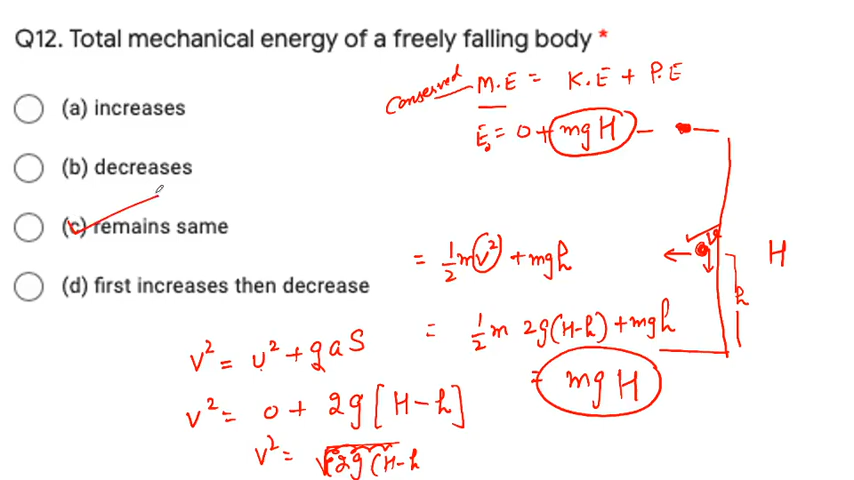 Q12. Total mechanical energy of a freely falling body *
(a) increases
(b) decreases
(c) remains same
(d) first increases then decrease
Conserved M.E = K.E + P.E
E = 0 + mgH
= 1/2 mv² + mgh
H
h
= 1/2 m 2g(H-h) + mgh
= mgH
v² = u² + 2aS
v² = 0 + 2g[H-h]
v² = √2g(H-h